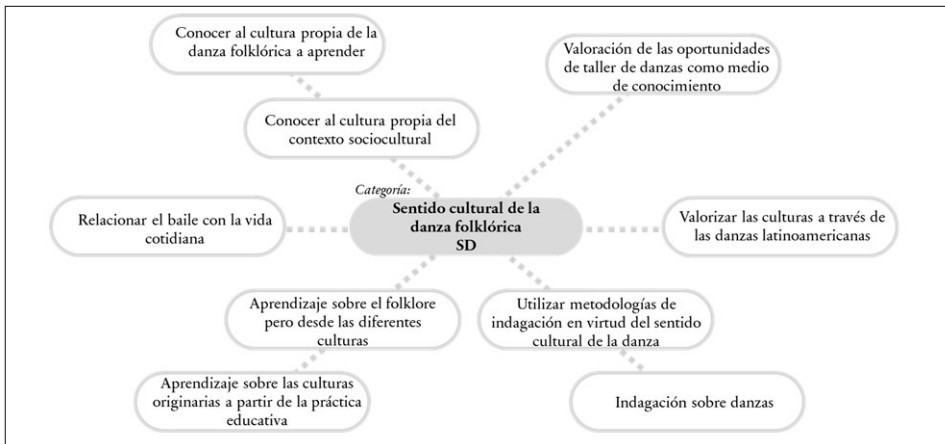 Conocer al cultura propia de la
danza folklórica a aprender
Valoración de las oportunidades
de taller de danzas como medio
de conocimiento
Conocer al cultura propia del
contexto sociocultural
Categoría:
Sentido cultural de la
danza folklórica
SD
Relacionar el baile con la vida
cotidiana
Valorizar las culturas a través de
las danzas latinoamericanas
Aprendizaje sobre el folklore
pero desde las diferentes
culturas
Utilizar metodologías de
indagación en virtud del sentido
cultural de la danza
Aprendizaje sobre las culturas
originarias a partir de la práctica
educativa
Indagación sobre danzas